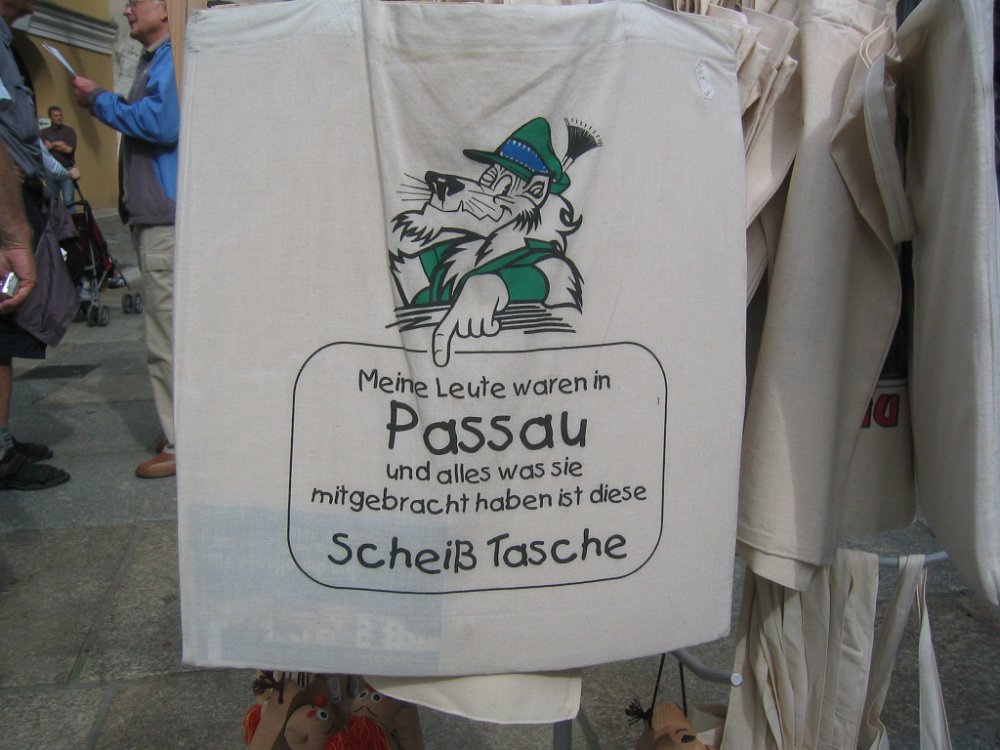 Meine Leute waren in
Passau
und alles was sie
mitgebracht haben ist diese
Scheiß Tasche